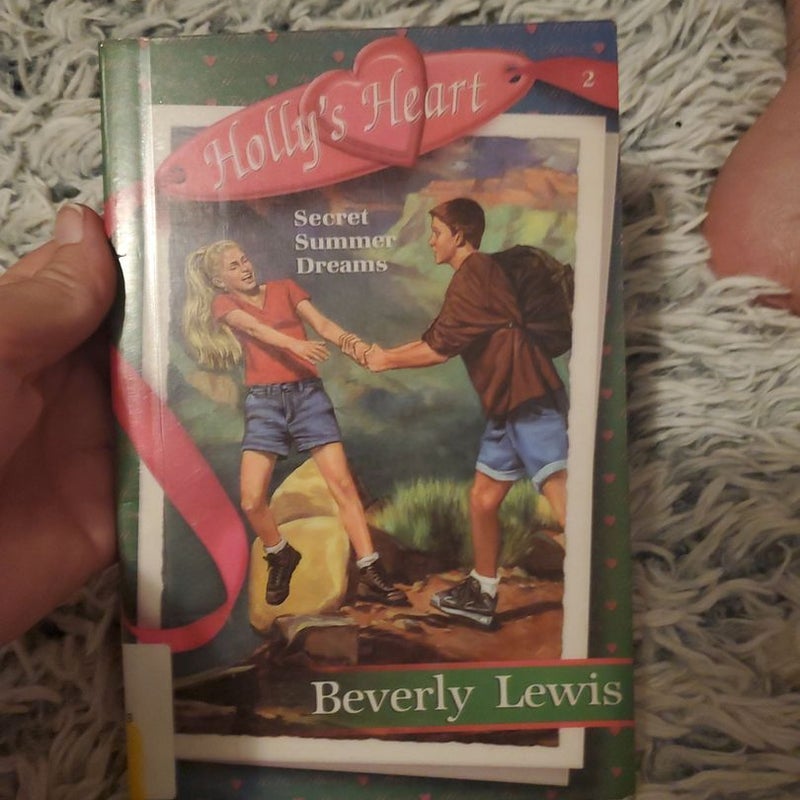 Holly's Heart
2
Secret
Summer
Dreams
Beverly Lewis